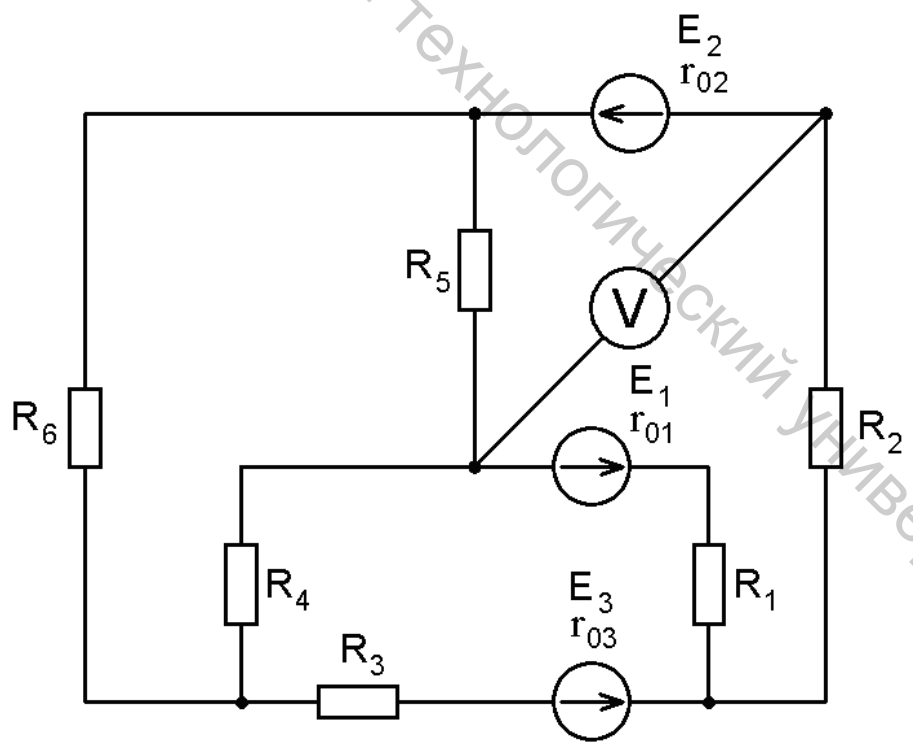 й технологический униве
E₂
r₀₂
R₅
V
E₁
r₀₁
R₆
R₂
R₄
E₃
r₀₃
R₁
R₃